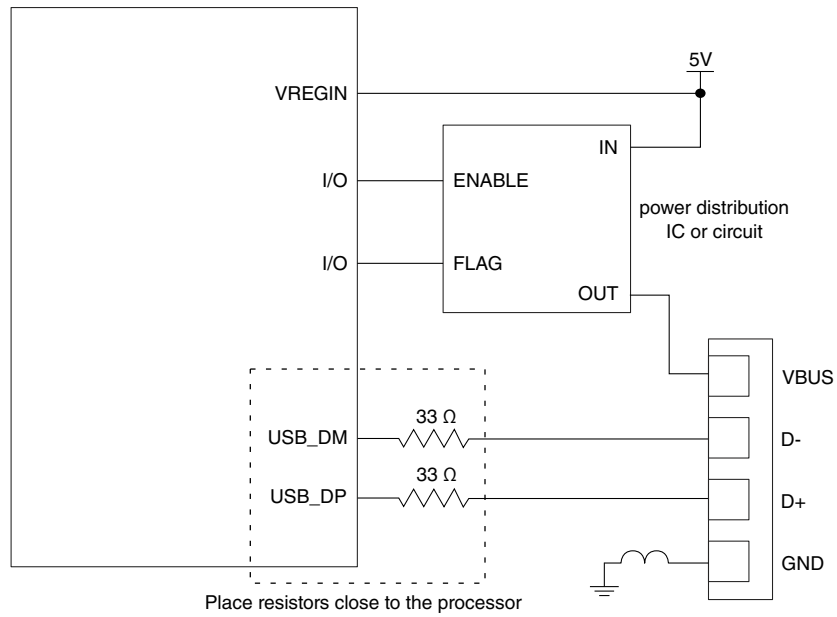 5V
VREGIN
IN
I/O
ENABLE
power distribution
IC or circuit
I/O
FLAG
OUT
VBUS
33 Ω
USB_DM
D-
33 Ω
USB_DP
D+
GND
Place resistors close to the processor